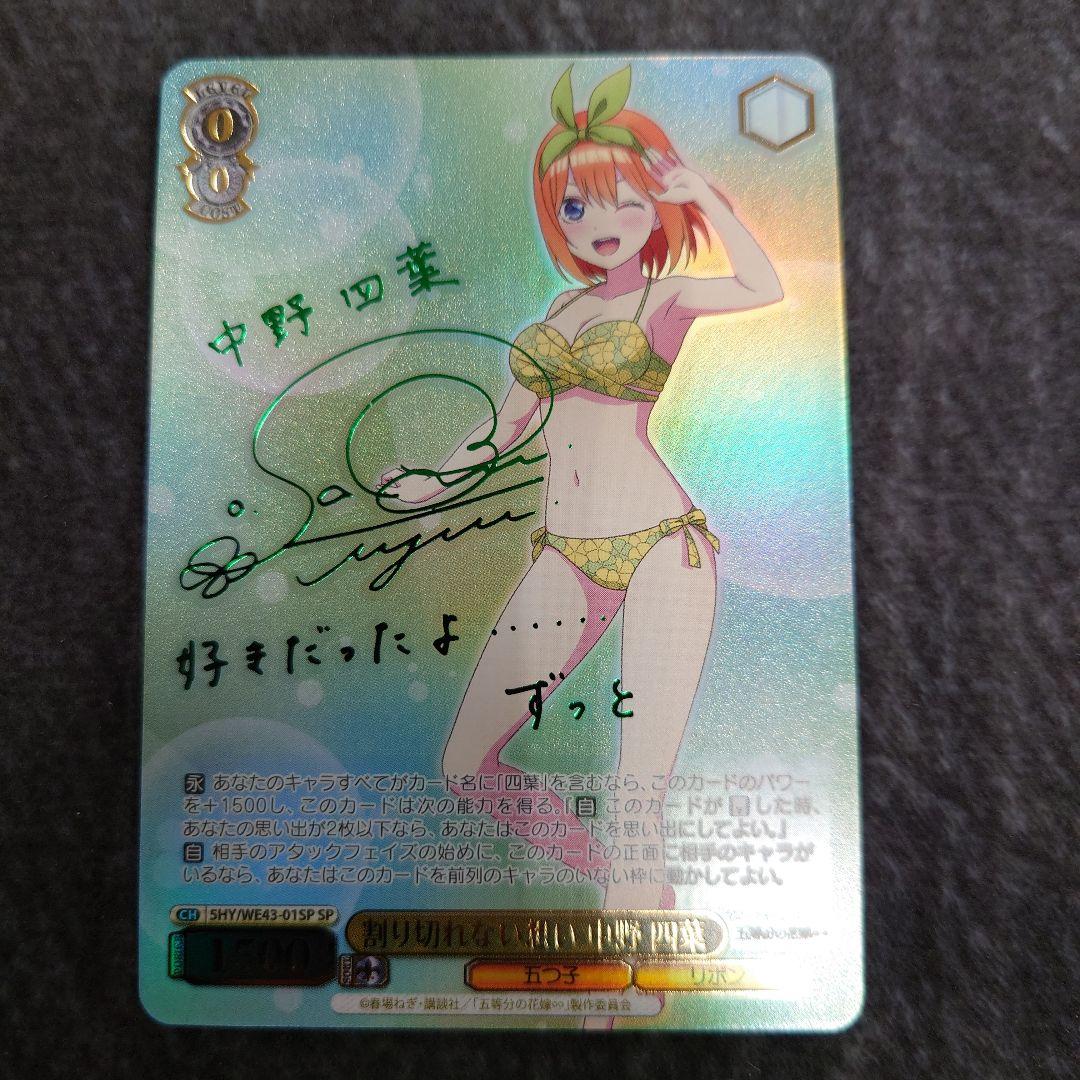 LEVEL
0
0
COST
中野 四葉
好きだったよ······
ずっと
永 あなたのキャラすべてがカード名に「四葉」を含むなら、このカードのパワー
を+1500し、このカードは次の能力を得る。「自 このカードが した時、
あなたの思い出が2枚以下なら、あなたはこのカードを思い出にしてよい。」
自 相手のアタックフェイズの始めに、このカードの正面に相手のキャラが
いるなら、あなたはこのカードを前列のキャラのいない枠に動かしてよい。
CH 5HY/WE43-01SP SP
割り切れない想い 中野 四葉
1500
五つ子
リボン
©春場ねぎ・講談社／「五等分の花嫁∞」製作委員会